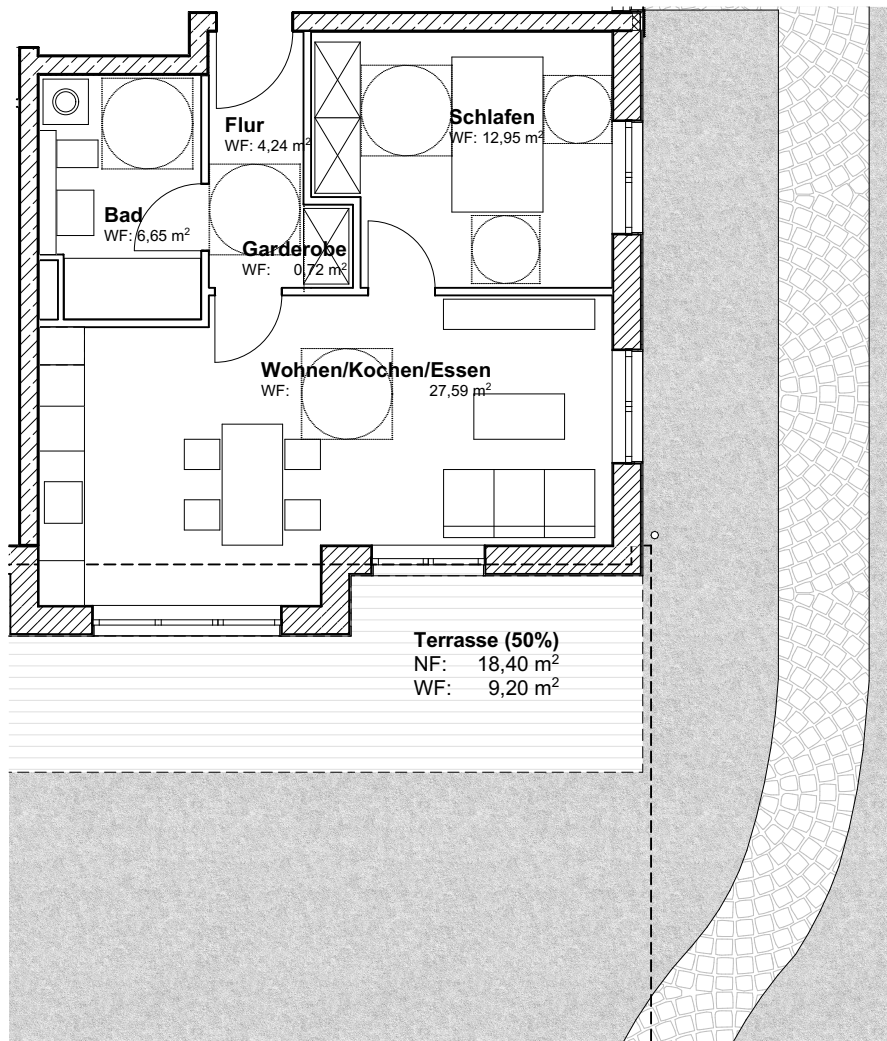 Flur
WF: 4,24 m²
Schlafen
WF: 12,95 m²
Bad
WF: 6,65 m²
Garderobe
WF: 0,72 m²
Wohnen/Kochen/Essen
WF: 27,59 m²
Terrasse (50%)
NF: 18,40 m²
WF: 9,20 m²